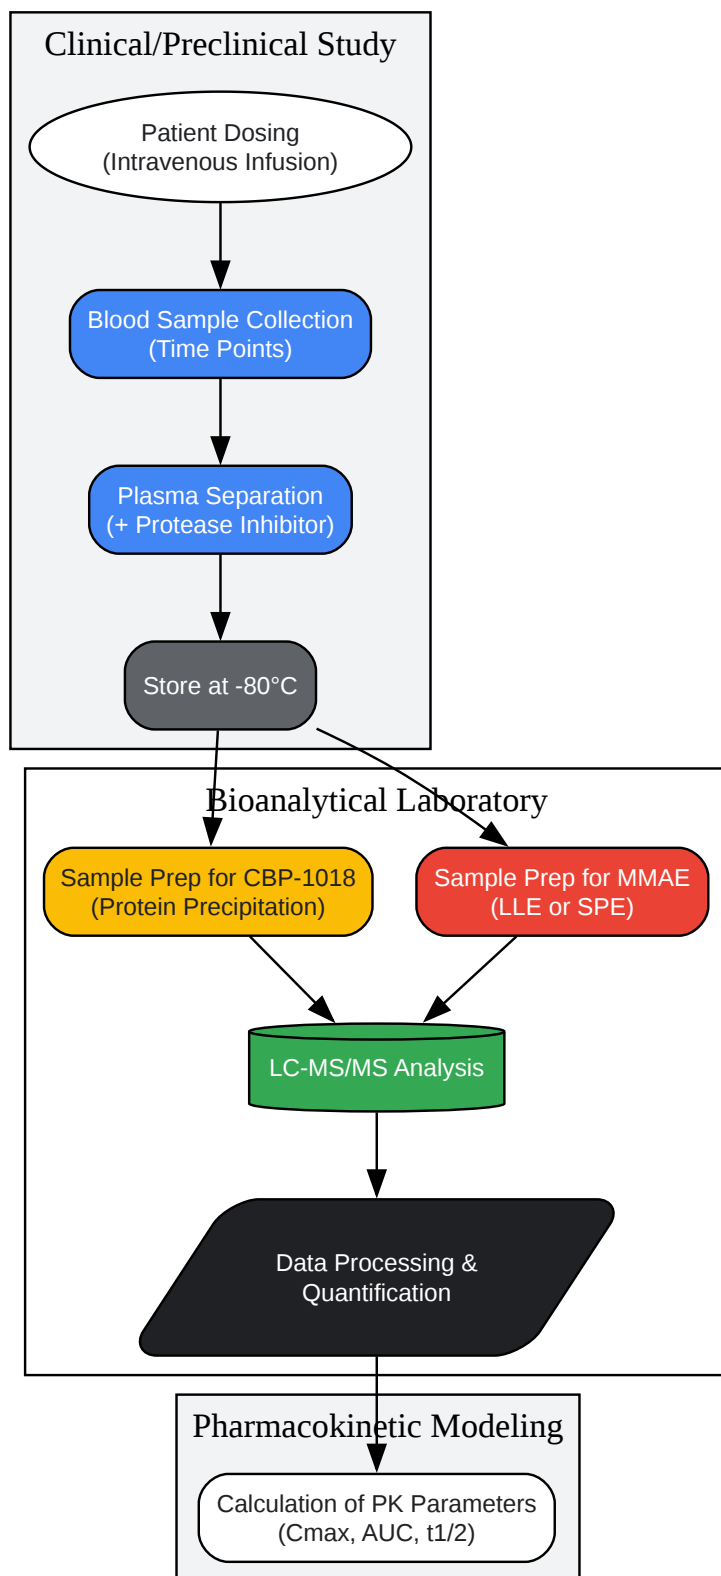 Clinical/Preclinical Study
Patient Dosing
(Intravenous Infusion)
Blood Sample Collection
(Time Points)
Plasma Separation
(+ Protease Inhibitor)
Store at -80°C
Bioanalytical Laboratory
Sample Prep for CBP-1018
(Protein Precipitation)
Sample Prep for MMAE
(LLE or SPE)
LC-MS/MS Analysis
Data Processing &
Quantification
Pharmacokinetic Modeling
Calculation of PK Parameters
(Cmax, AUC, t1/2)